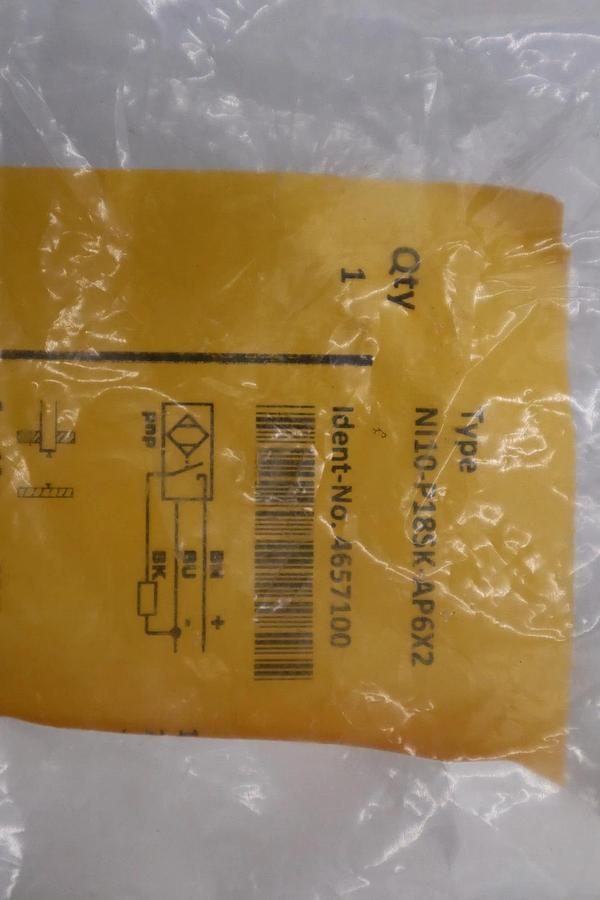 Type
Ni10-P18SK-AP6X2
Qty
1
Ident-No. 4657100
BN +
BU -
BK
pnp